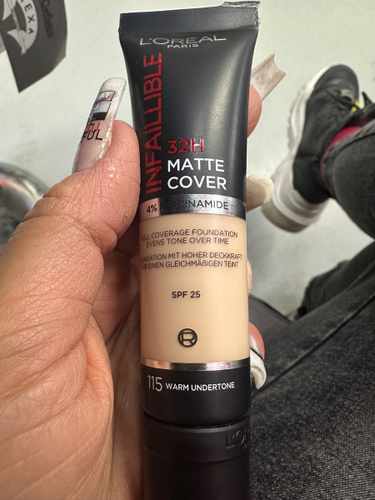 L'ORÉAL
PARIS
INFAILLIBLE
32H
MATTE
COVER
4% NIACINAMIDE
FULL COVERAGE FOUNDATION
EVENS TONE OVER TIME
FOUNDATION MIT HOHER DECKKRAFT
FÜR EINEN GLEICHMÄẞIGEN TEINT
SPF 25
R
115 WARM UNDERTONE